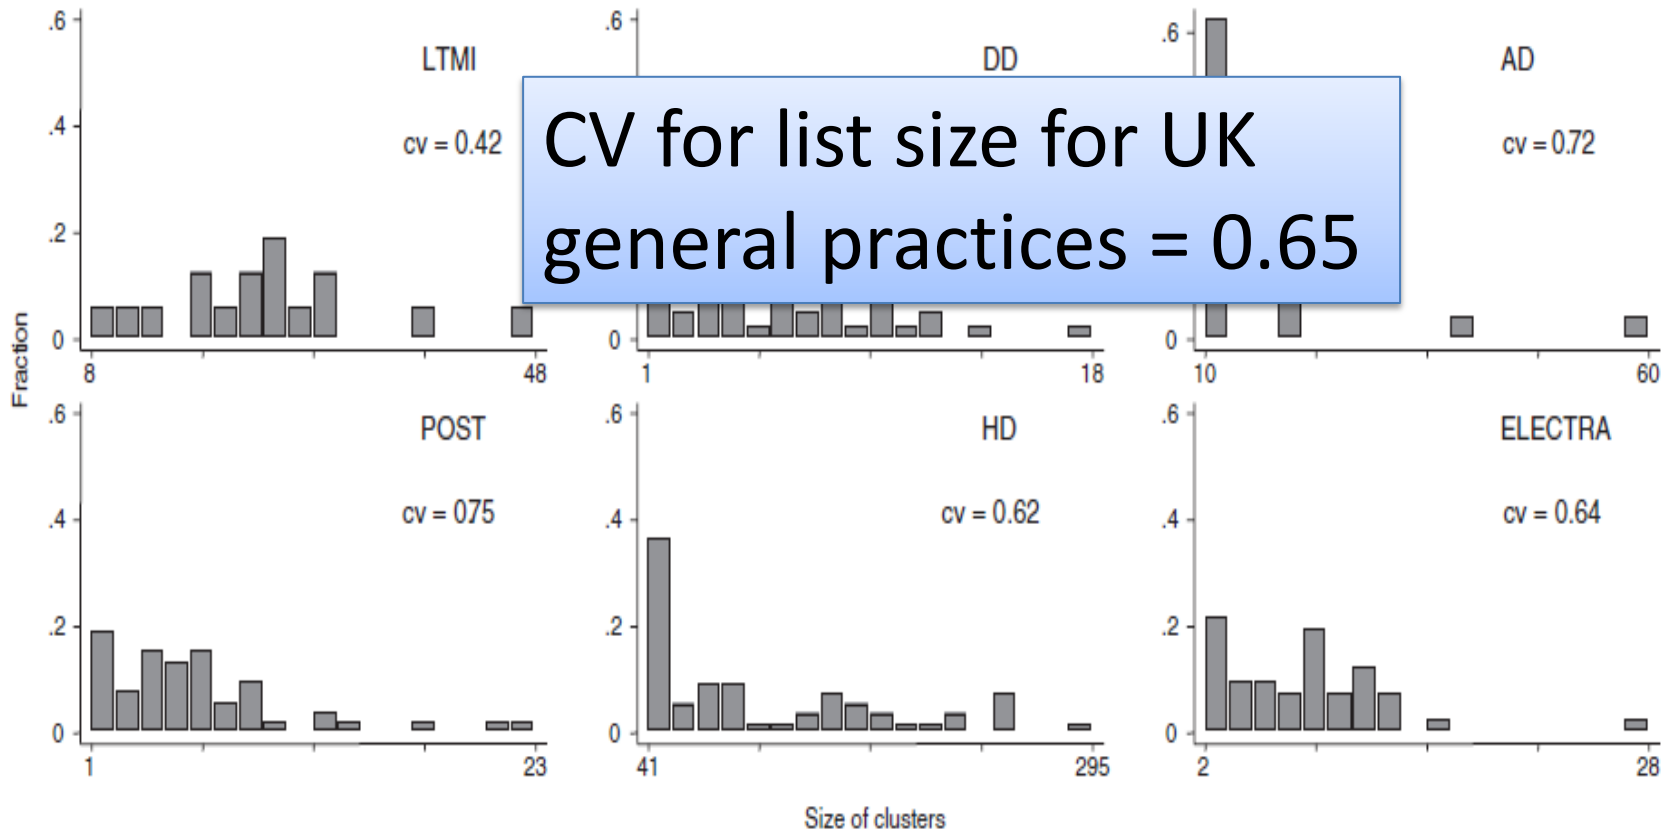 .6
.4
.2
0
LTMI
cv = 0.42
8
48
.6
0
DD
1
18
.6
0
AD
cv = 0.72
10
60
CV for list size for UK
general practices = 0.65
Fraction
.6
.4
.2
0
POST
cv = 075
1
23
.6
.4
.2
0
HD
cv = 0.62
41
295
.6
.4
.2
0
ELECTRA
cv = 0.64
2
28
Size of clusters